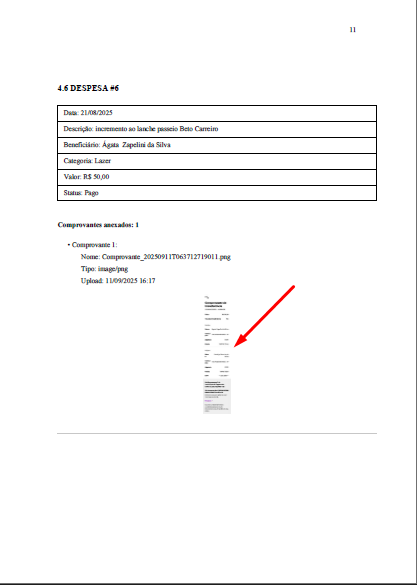 11
4.6 DESPESA #6
Data: 21/08/2025
Descrição: incremento ao lanche passeio Beto Carreiro
Beneficiário: Ágata Zapelini da Silva
Categoria: Lazer
Valor: R$ 50,00
Status: Pago
Comprovantes anexados: 1
• Comprovante 1:
Nome: Comprovante_20250911T063712719011.png
Tipo: image/png
Upload: 11/09/2025 16:17